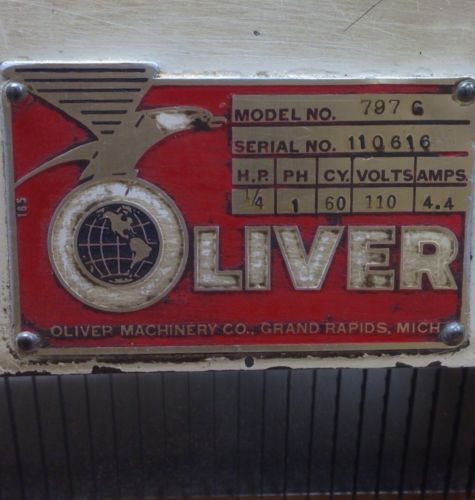 MODEL NO. 797 G
SERIAL NO. 110616
H.P. PH CY. VOLTS AMPS.
1/4 1 60 110 4.4
165
OLIVER
OLIVER MACHINERY CO., GRAND RAPIDS, MICH.